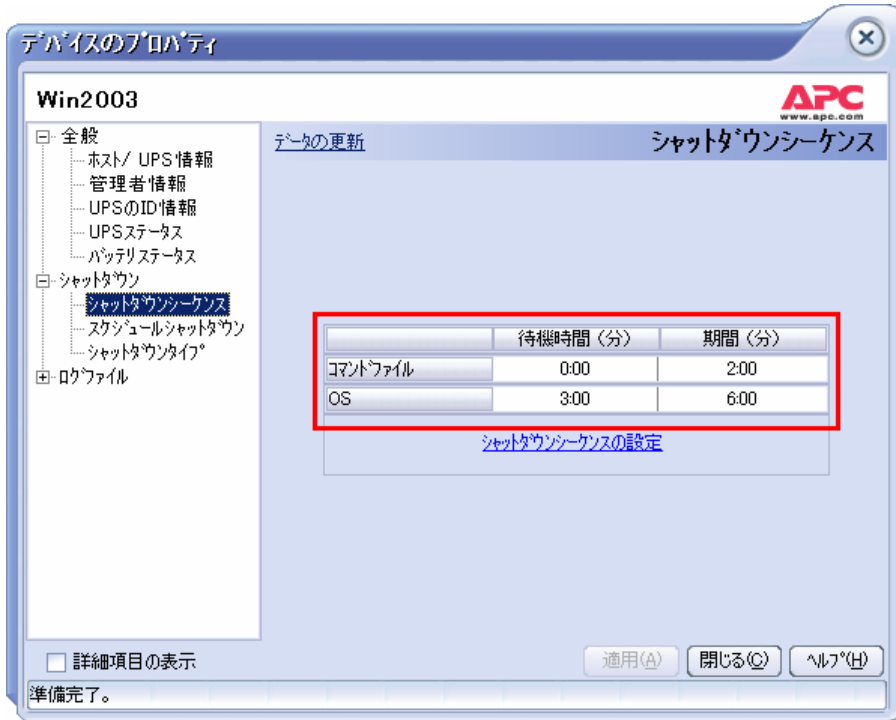 デバイスのプロパティ
Win2003
APC
www.apc.com
全般
ホスト/ UPS情報
管理者情報
UPSのID情報
UPSステータス
バッテリステータス
シャットダウン
シャットダウンシーケンス
スケジュールシャットダウン
シャットダウンタイプ
ログファイル
データの更新
シャットダウンシーケンス
待機時間 (分) 期間 (分)
コマンドファイル 0:00 2:00
OS 3:00 6:00
シャットダウンシーケンスの設定
詳細項目の表示
適用(A) 閉じる(C) ヘルプ(H)
準備完了。